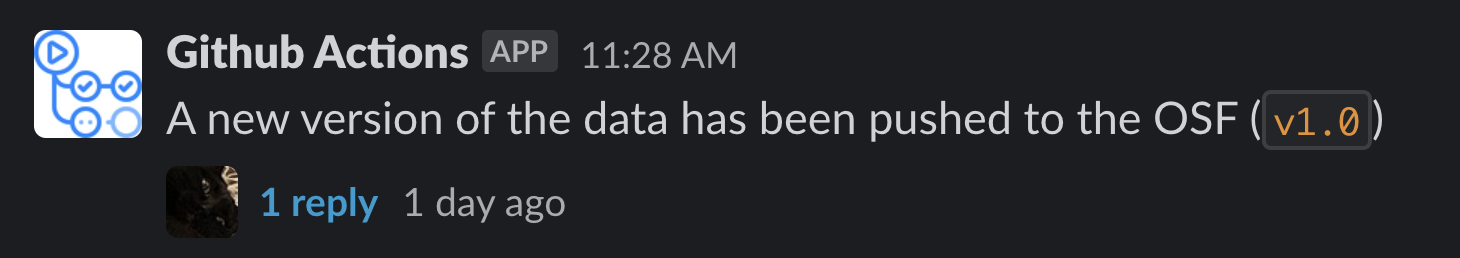 Github Actions APP 11:28 AM
A new version of the data has been pushed to the OSF (v1.0)
1 reply 1 day ago